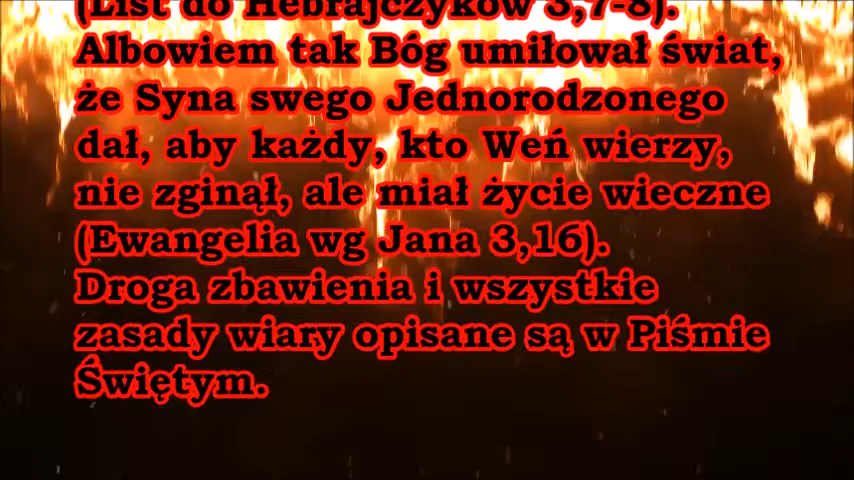 (List do Hebrajczyków 3,7-8).
Albowiem tak Bóg umiłował świat,
że Syna swego Jednorodzonego
dał, aby każdy, kto Weń wierzy,
nie zginął, ale miał życie wieczne
(Ewangelia wg Jana 3,16).
Droga zbawienia i wszystkie
zasady wiary opisane są w Piśmie
Świętym.